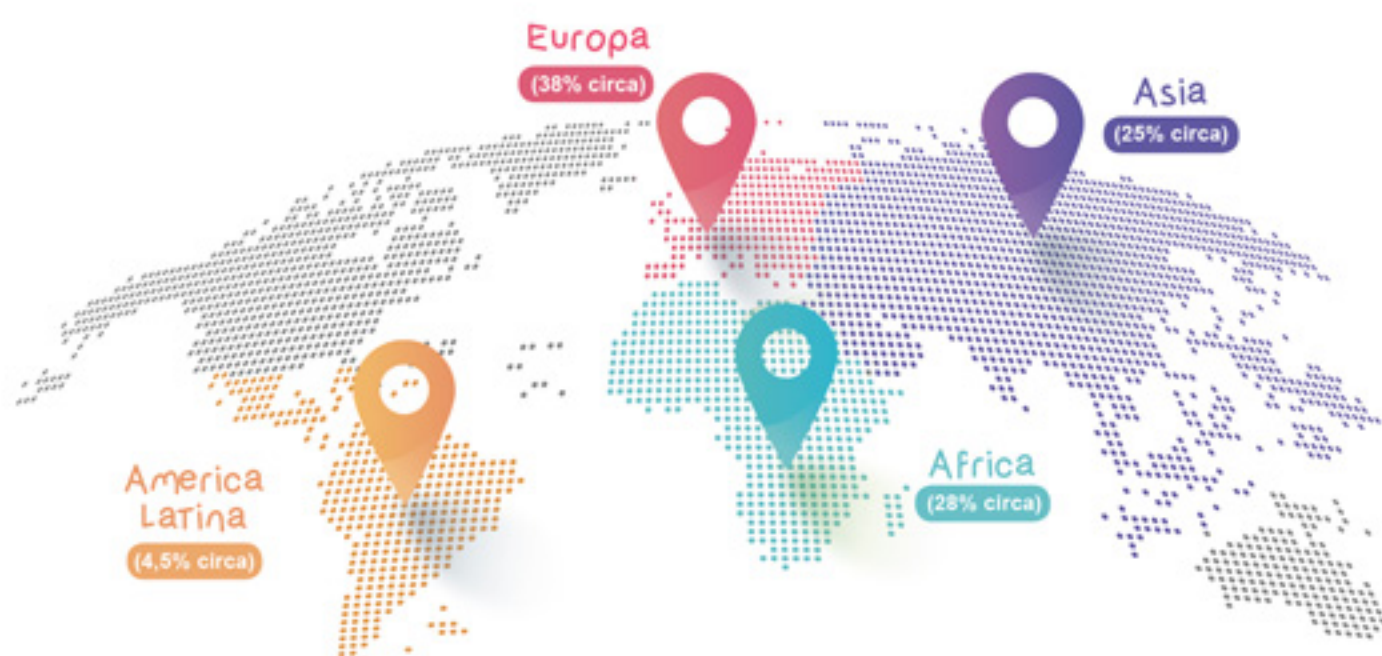 Europa
(38% circa)
Asia
(25% circa)
America
Latina
(4,5% circa)
Africa
(28% circa)